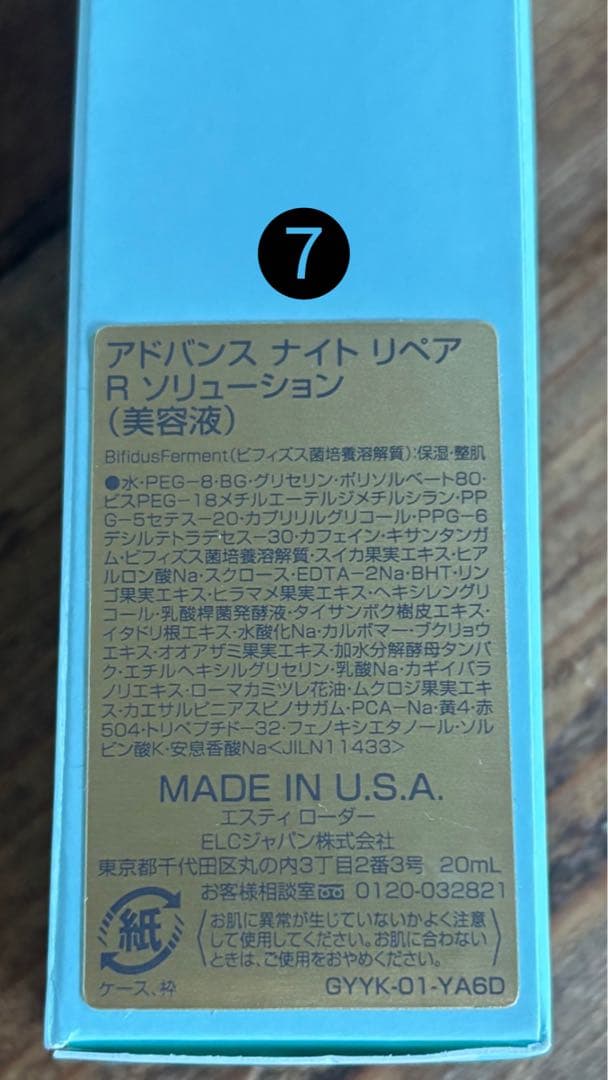 7
アドバンス ナイト リペア
R ソリューション
（美容液）
BifidusFerment(ビフィズス菌培養溶解質):保湿・整肌
●水・PEG-8・BG・グリセリン・ポリソルベート80・
ビスPEG-18メチルエーテルジメチルシラン・PP
G-5セテス-20・カプリリルグリコール・PPG-6
デシルテトラデセス-30・カフェイン・キサンタンガ
ム・ビフィズス菌培養溶解質・スイカ果実エキス・ヒア
ルロン酸Na・スクロース・EDTA-2Na・BHT・リン
ゴ果実エキス・ヒラマメ果実エキス・ヘキシレングリ
コール・乳酸桿菌発酵液・タイサンボク樹皮エキス・
イタドリ根エキス・水酸化Na・カルボマー・ブクリョウ
エキス・オオアザミ果実エキス・加水分解酵母タンパ
ク・エチルヘキシルグリセリン・乳酸Na・カギイバラ
ノリエキス・ローマカミツレ花油・ムクロジ果実エキ
ス・カエサルピニアスピノサガム・PCA-Na・黄4・赤
504・トリペプチド-32・フェノキシエタノール・ソル
ビン酸K・安息香酸Na<JILN11433>
MADE IN U.S.A.
エスティ ローダー
ELCジャパン株式会社
東京都千代田区丸の内3丁目2番3号 20mL
お客様相談室 0120-032821
紙
ケース、枠
お肌に異常が生じていないかよく注意
して使用してください。お肌に合わない
ときは、ご使用をおやめください。
GYYK-01-YA6D